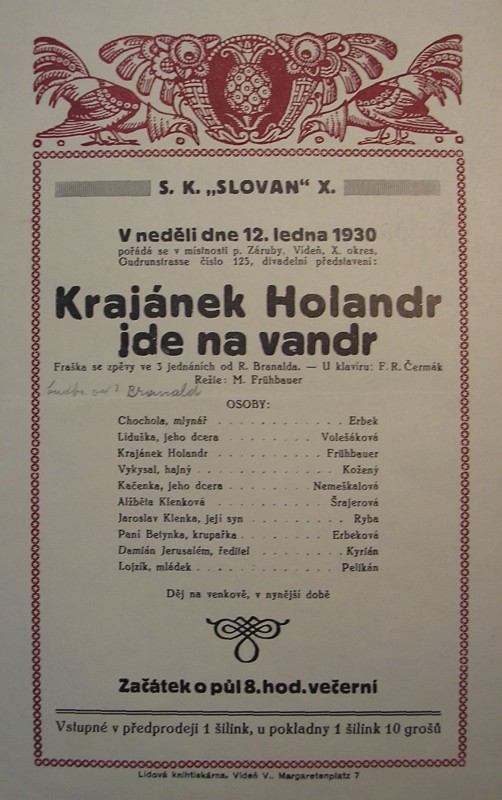 S. K. „SLOVAN“ X.
V neděli dne 12. ledna 1930
pořádá se v místnosti p. Záruby, Vídeň, X. okres,
Gudrunstrasse číslo 125, divadelní představení:
Krajánek Holandr
jde na vandr
Fraška se zpěvy ve 3 jednáních od R. Branalda. — U klavíru: F. R. Čermák
Režie: M. Frühbauer
hudba od ? Branald
OSOBY:
Chochola, mlynář . . . . . . . . . . . Erbek
Liduška, jeho dcera . . . . . . . . Volešáková
Krajánek Holandr . . . . . . . . . Frühbauer
Vykysal, hajný . . . . . . . . . . . . Kožený
Kačenka, jeho dcera . . . . . . . Nemeškalová
Alžběta Klenková . . . . . . . . . Šrajerová
Jaroslav Klenka, její syn . . . . . . . . Ryba
Paní Betynka, krupařka . . . . . . . Erbeková
Damián Jerusalém, ředitel . . . . . . . Kyrián
Lojzík, mládek . . . . . . . . . . . . Pelikán
Děj na venkově, v nynější době
Začátek o půl 8. hod. večerní
Vstupné v předprodeji 1 šilink, u pokladny 1 šilink 10 grošů
Lidová knihtiskárna, Vídeň V., Margaretenplatz 7